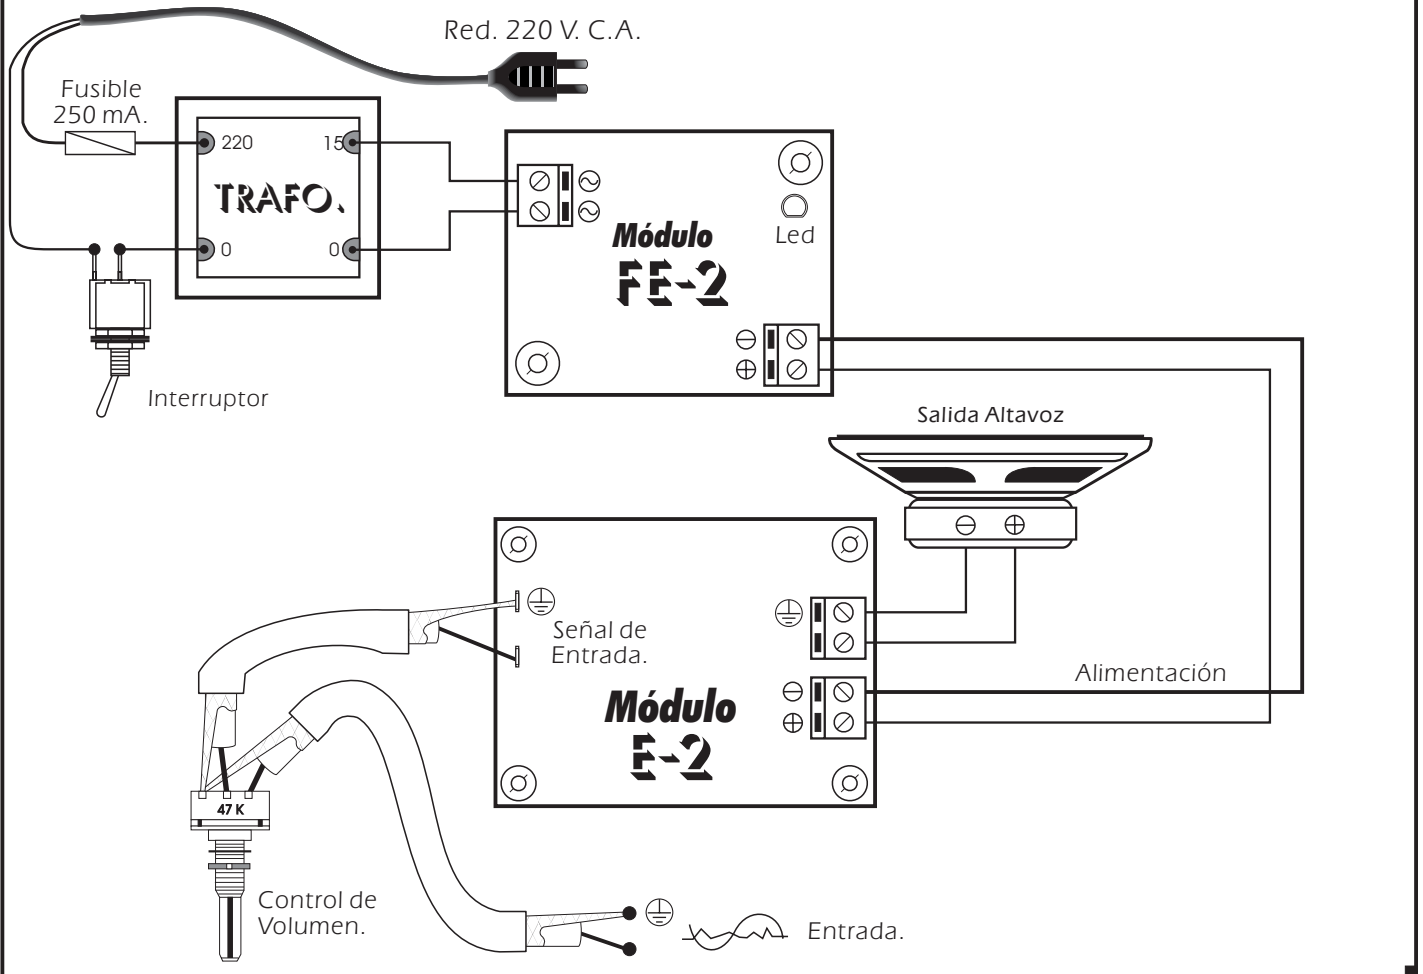 Red. 220 V. C.A.
Fusible
250 mA.
220
15
TRAFO.
0
0
Interruptor
Módulo
FE-2
Led
Salida Altavoz
Señal de
Entrada.
Módulo
E-2
Alimentación
47 K
Control de
Volumen.
Entrada.